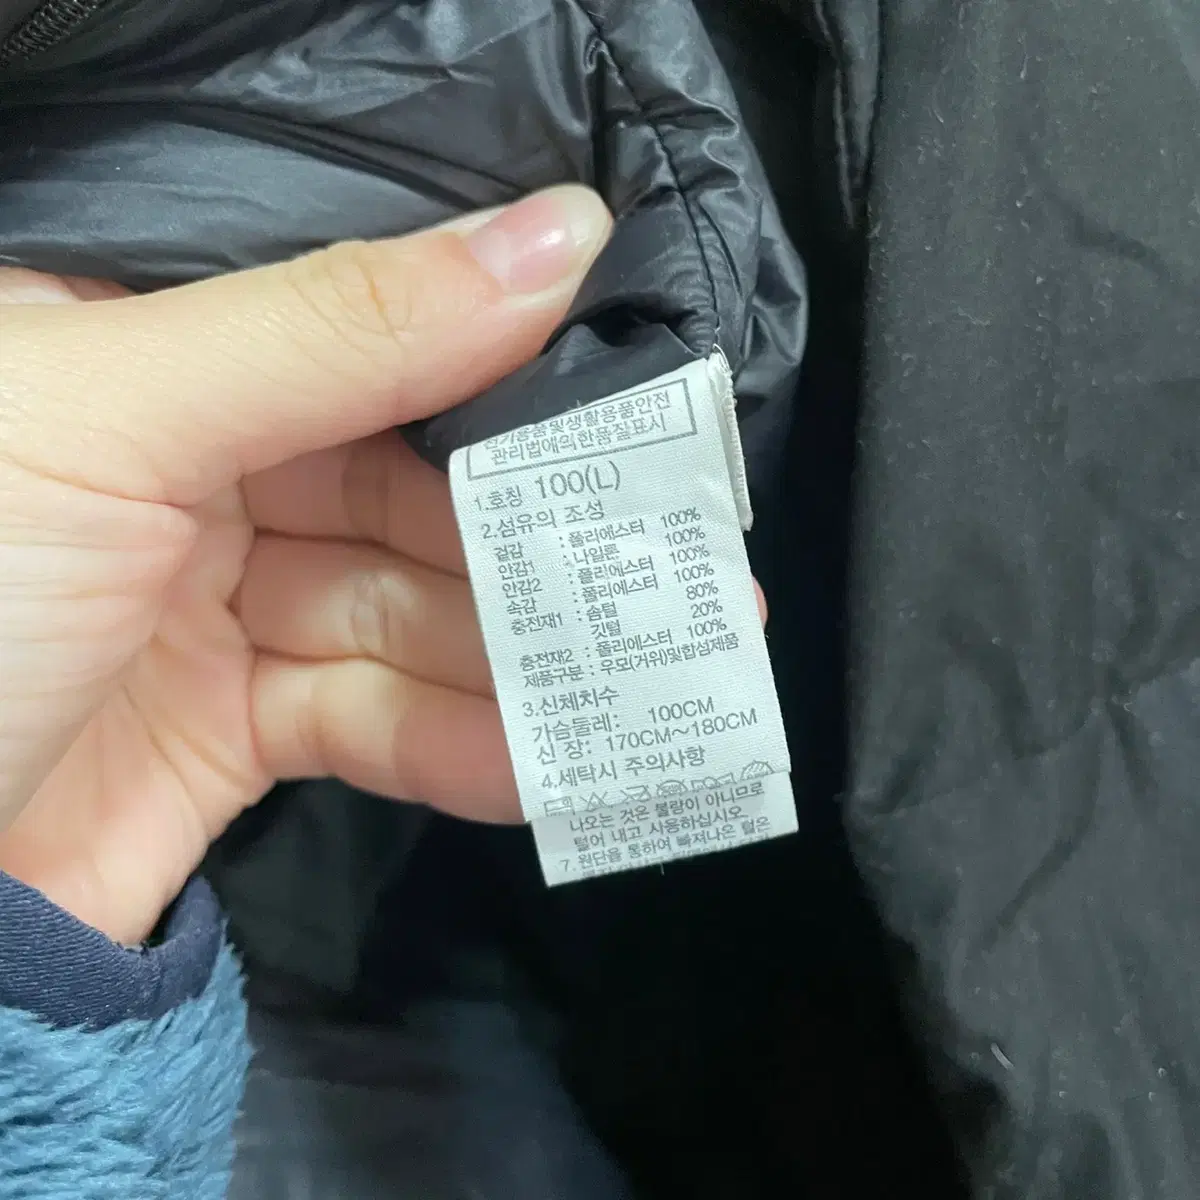 전기용품및생활용품안전
관리법에의한품질표시
1.호칭 100(L)
2.섬유의 조성
겉감 : 폴리에스터 100%
안감1 : 나일론 100%
안감2 : 폴리에스터 100%
속감 : 폴리에스터 100%
충전재1 : 솜털 80%
깃털 20%
충전재2 : 폴리에스터 100%
제품구분 : 우모(거위)및합성제품
3.신체치수
가슴둘레: 100CM
신 장: 170CM~180CM
4.세탁시 주의사항
나오는 것은 불량이 아니므로
털어 내고 사용하십시오.
7. 원단을 통하여 빠져나온 털은